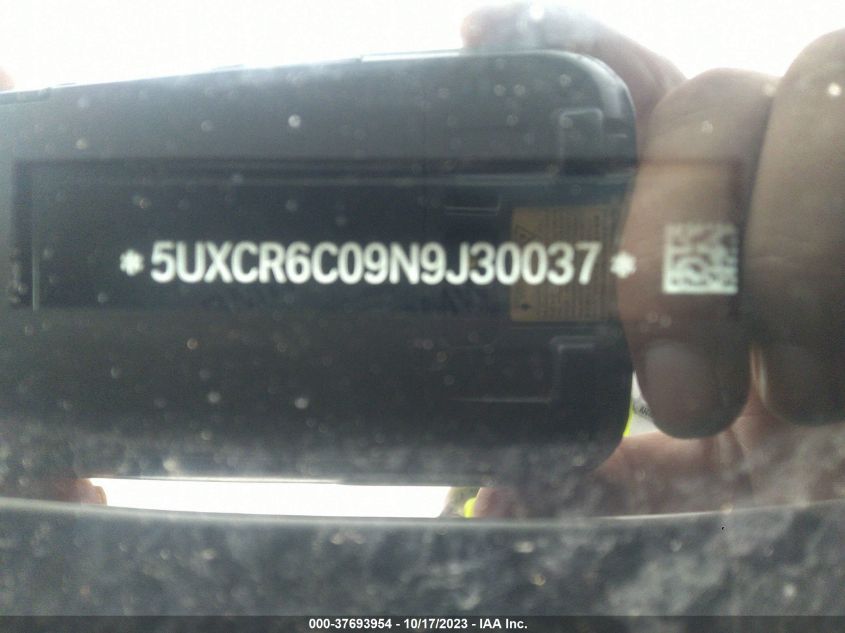 *5UXCR6C09N9J30037*
000-37693954 - 10/17/2023 - IAA Inc.